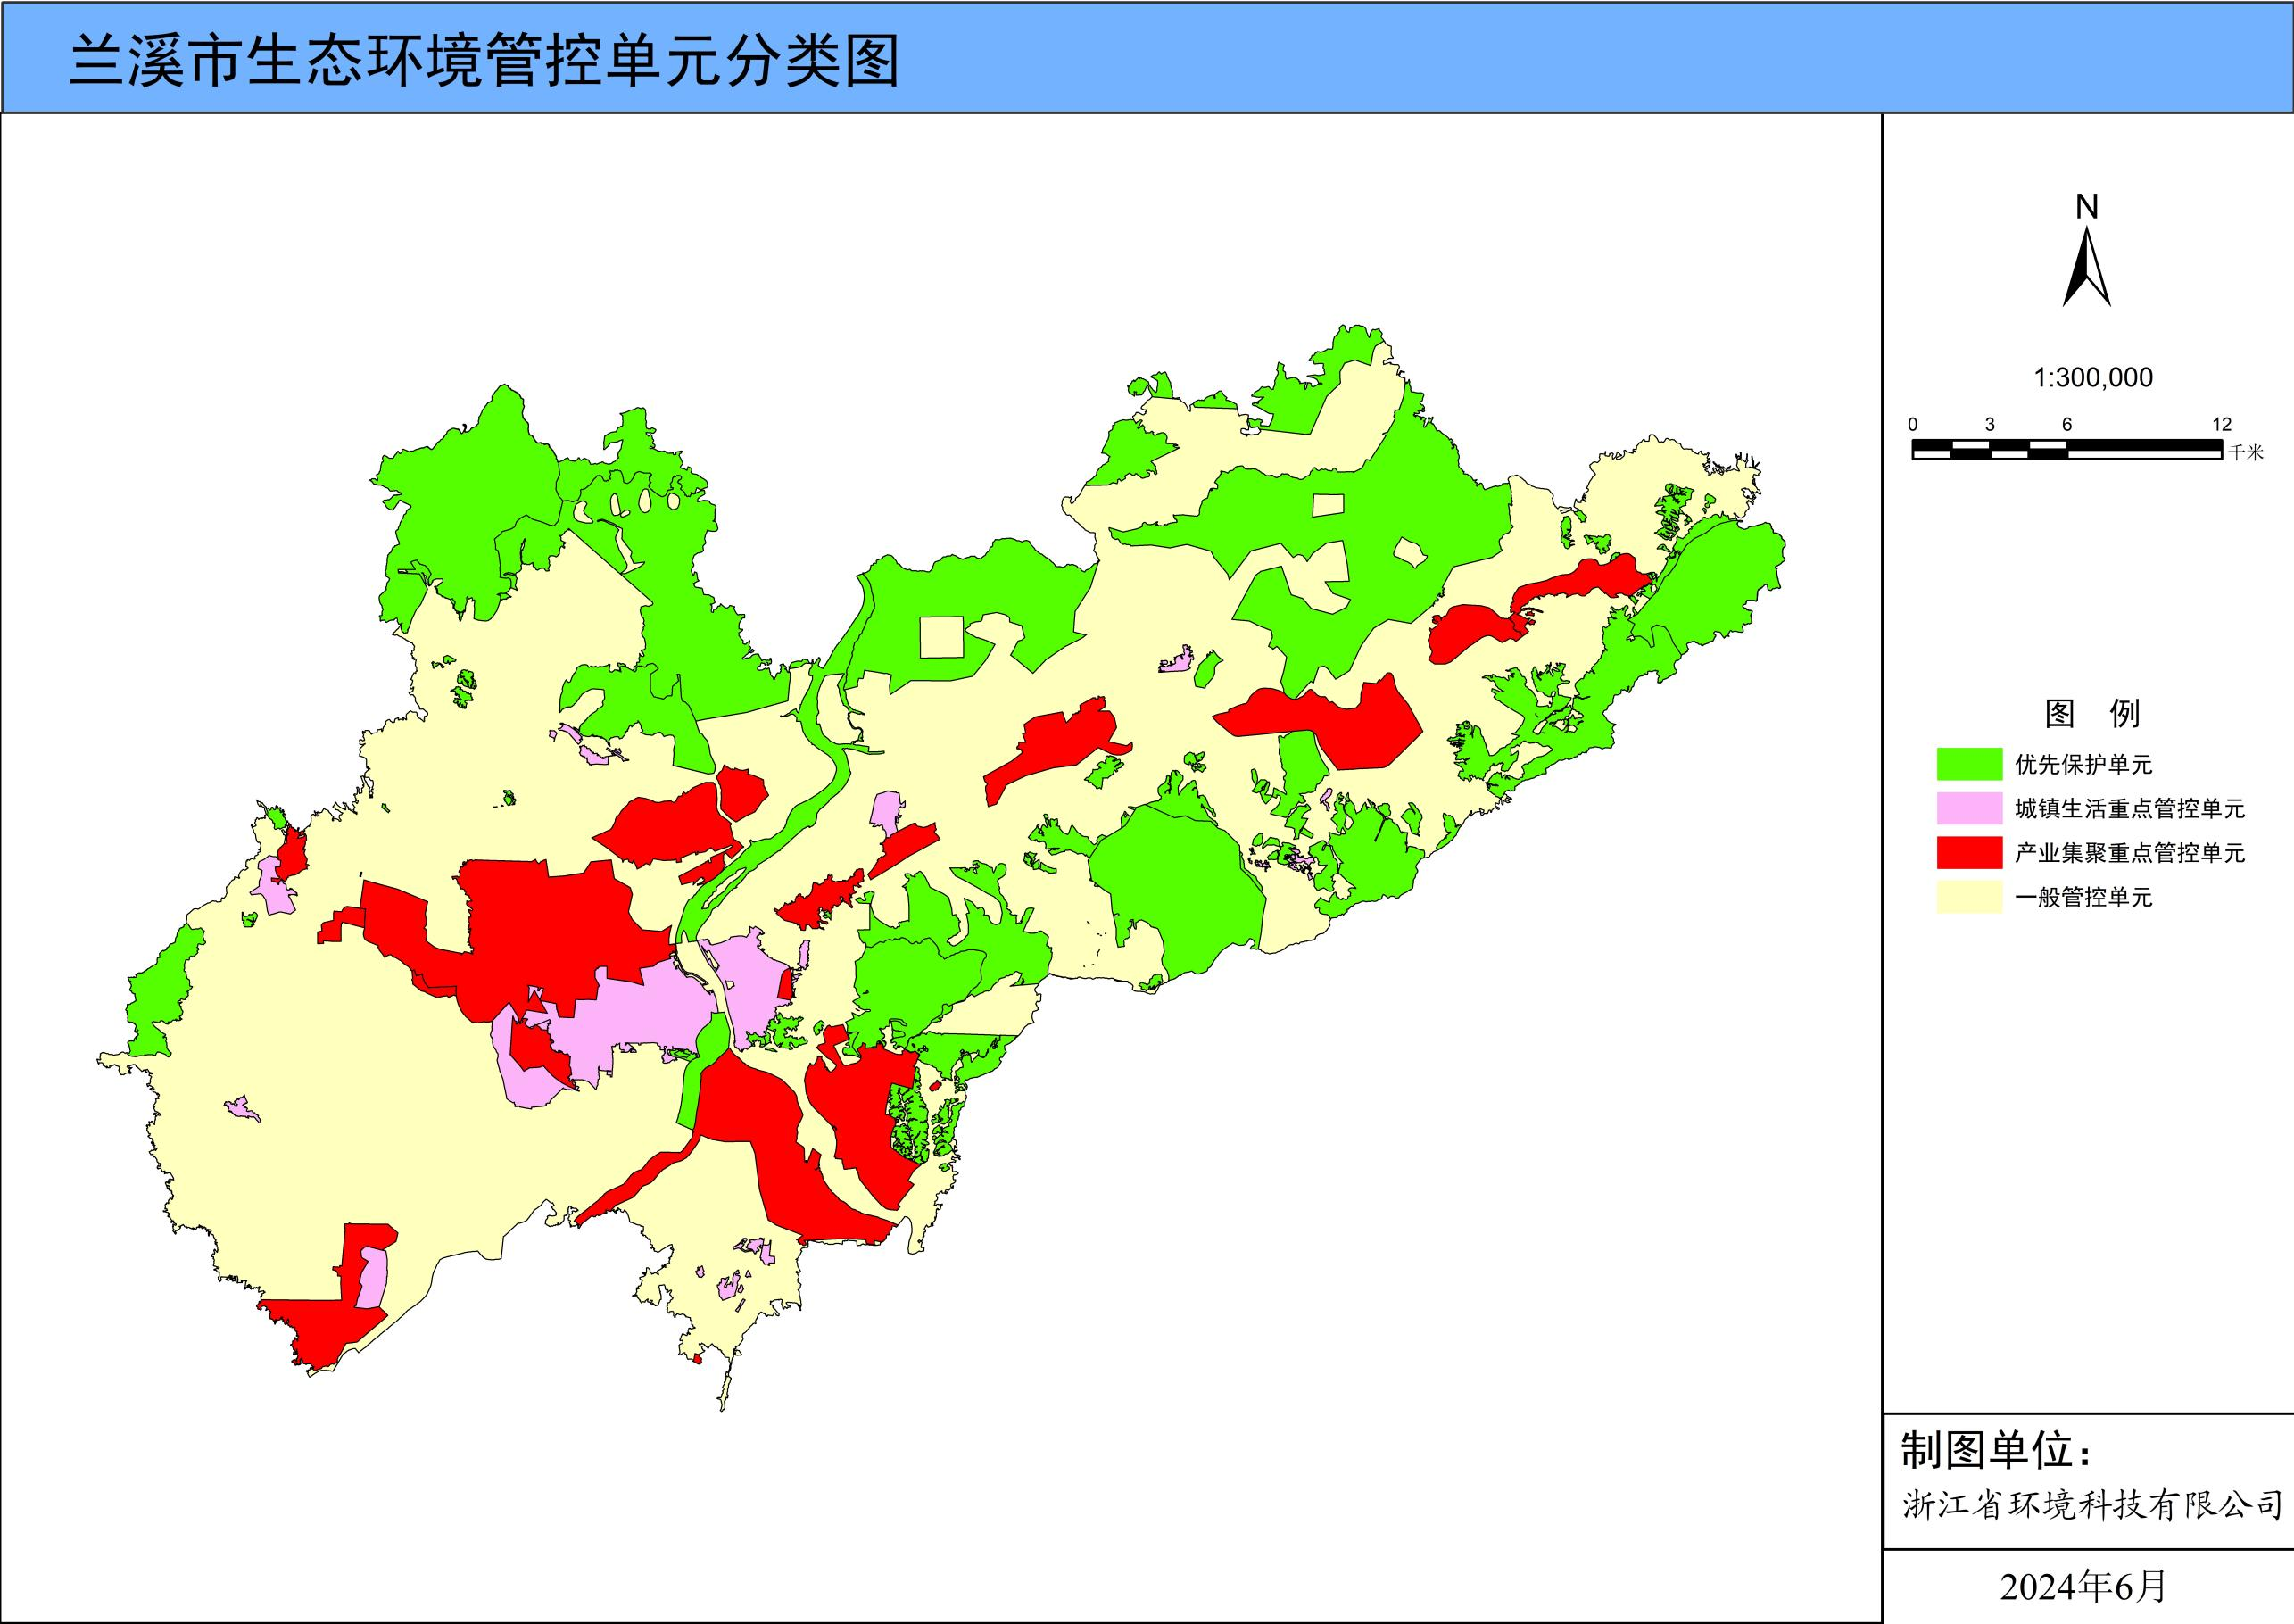 兰溪市生态环境管控单元分类图
N
1:300,000
0 3 6 12
千米
图 例
优先保护单元
城镇生活重点管控单元
产业集聚重点管控单元
一般管控单元
制图单位：
浙江省环境科技有限公司
2024年6月